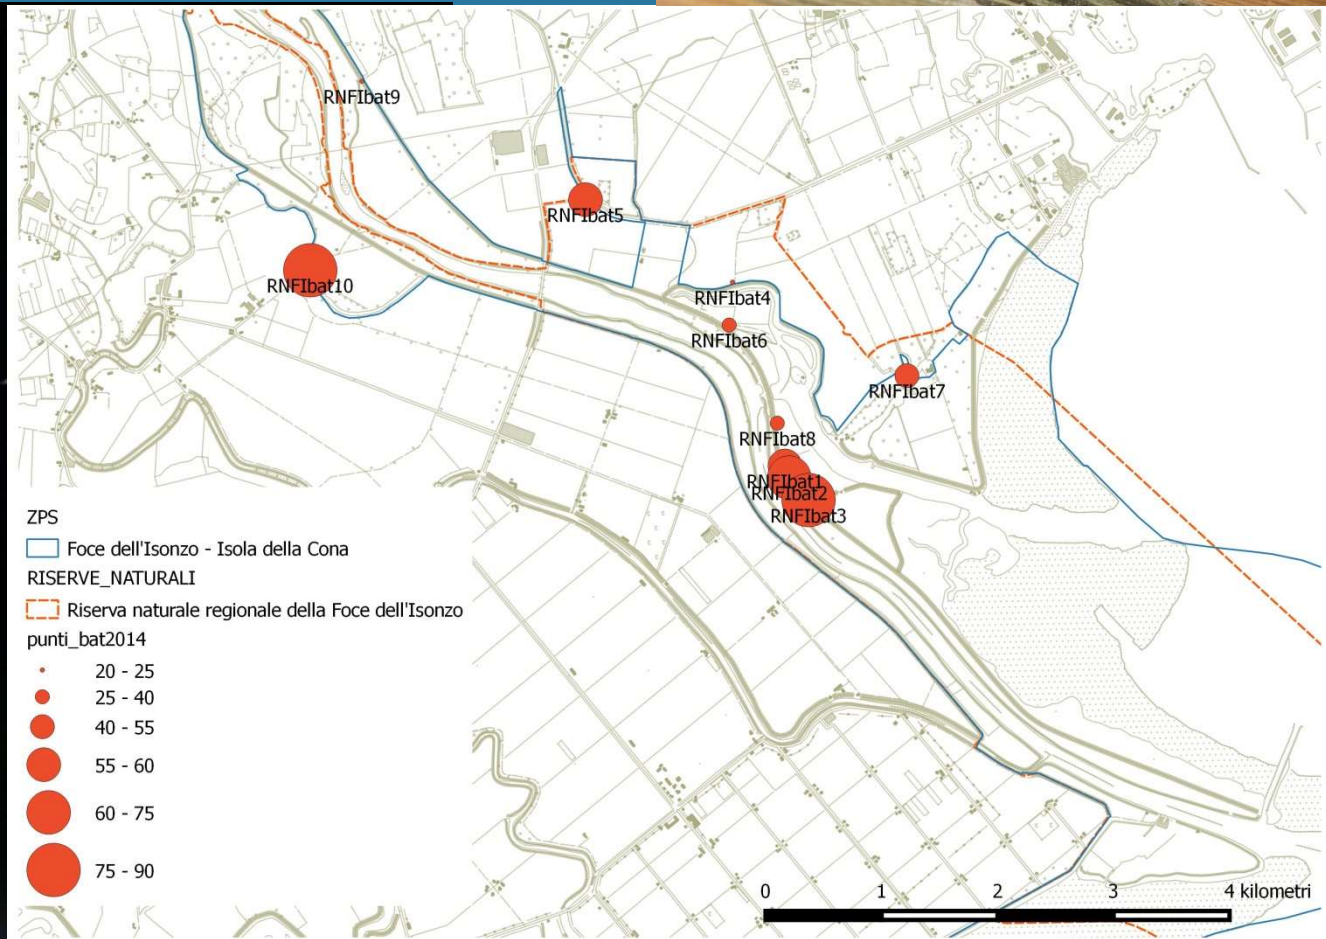 RNFIbat9
RNFIbat5
RNFIbat10
RNFIbat4
RNFIbat6
RNFIbat7
RNFIbat8
RNFIbat1
RNFIbat2
RNFIbat3
ZPS
Foce dell'Isonzo - Isola della Cona
RISERVE_NATURALI
Riserva naturale regionale della Foce dell'Isonzo
punti_bat2014
20 - 25
25 - 40
40 - 55
55 - 60
60 - 75
75 - 90
0 1 2 3 4 kilometri